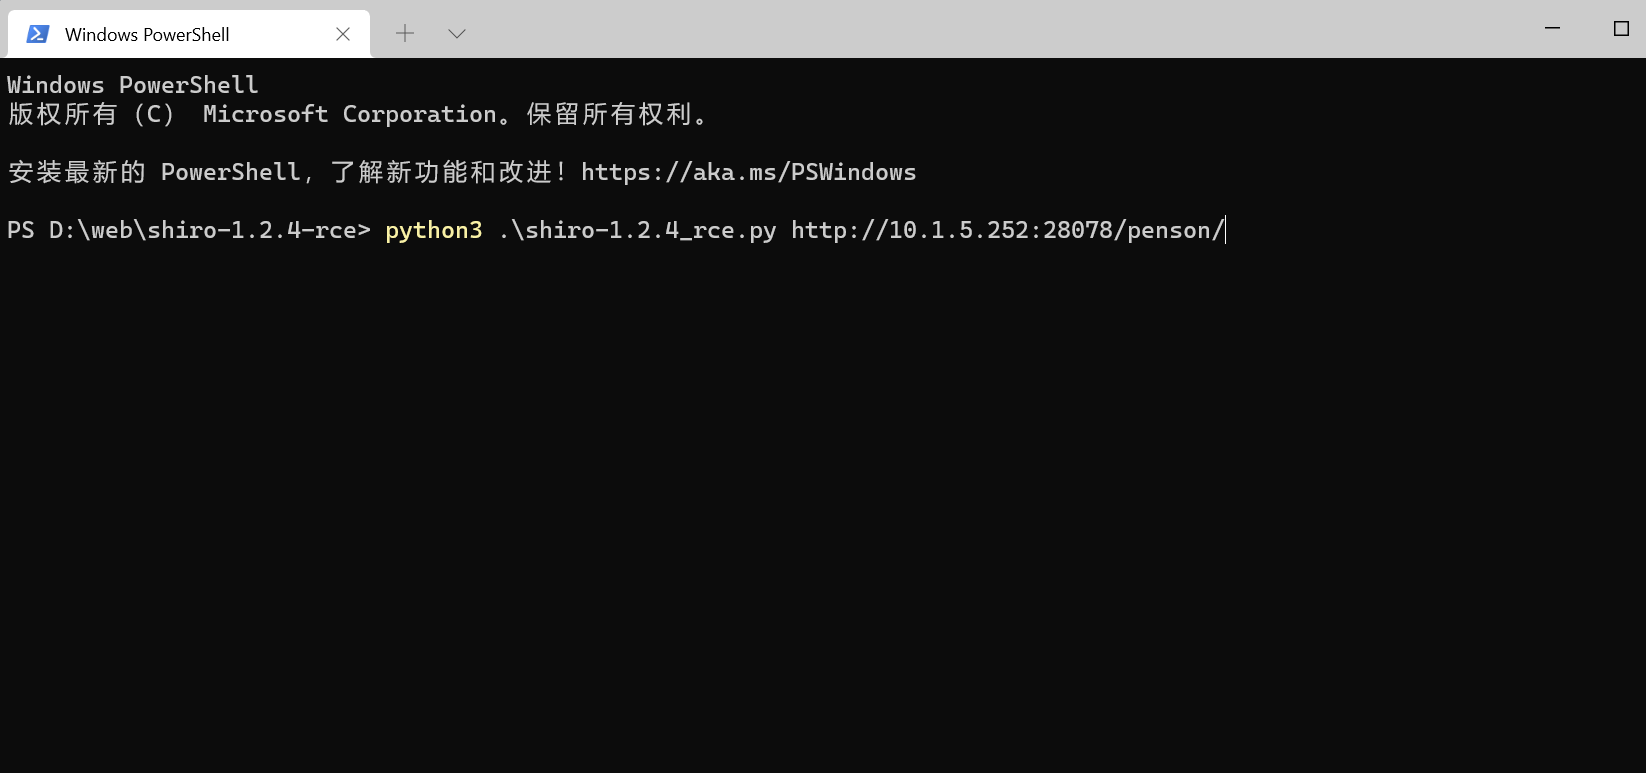 Windows PowerShell
Windows PowerShell
版权所有（C） Microsoft Corporation。保留所有权利。
安装最新的 PowerShell，了解新功能和改进！https://aka.ms/PSWindows
PS D:\web\shiro-1.2.4-rce> python3 .\shiro-1.2.4_rce.py http://10.1.5.252:28078/penson/